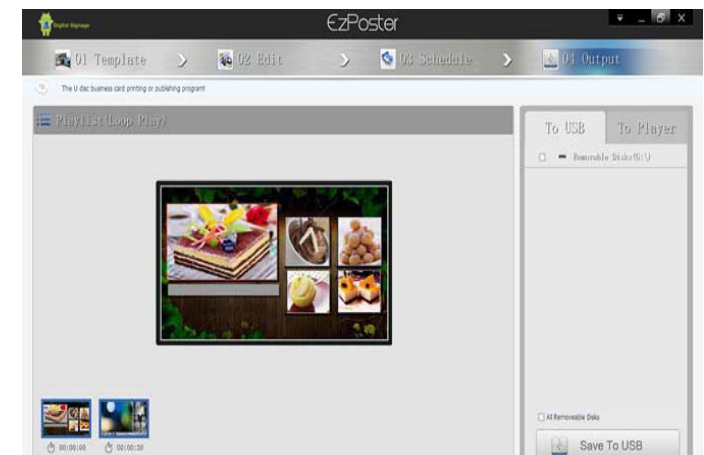 Digital Signage
EzPoster
01 Template
02 Edit
03 Schedule
04 Output
The U disc business card printing or publishing program!
Playlist(Loop Play)
To USB
To Player
Removable Disks(G:\)
All Removeable Disks
Save To USB
00:00:00
00:00:30